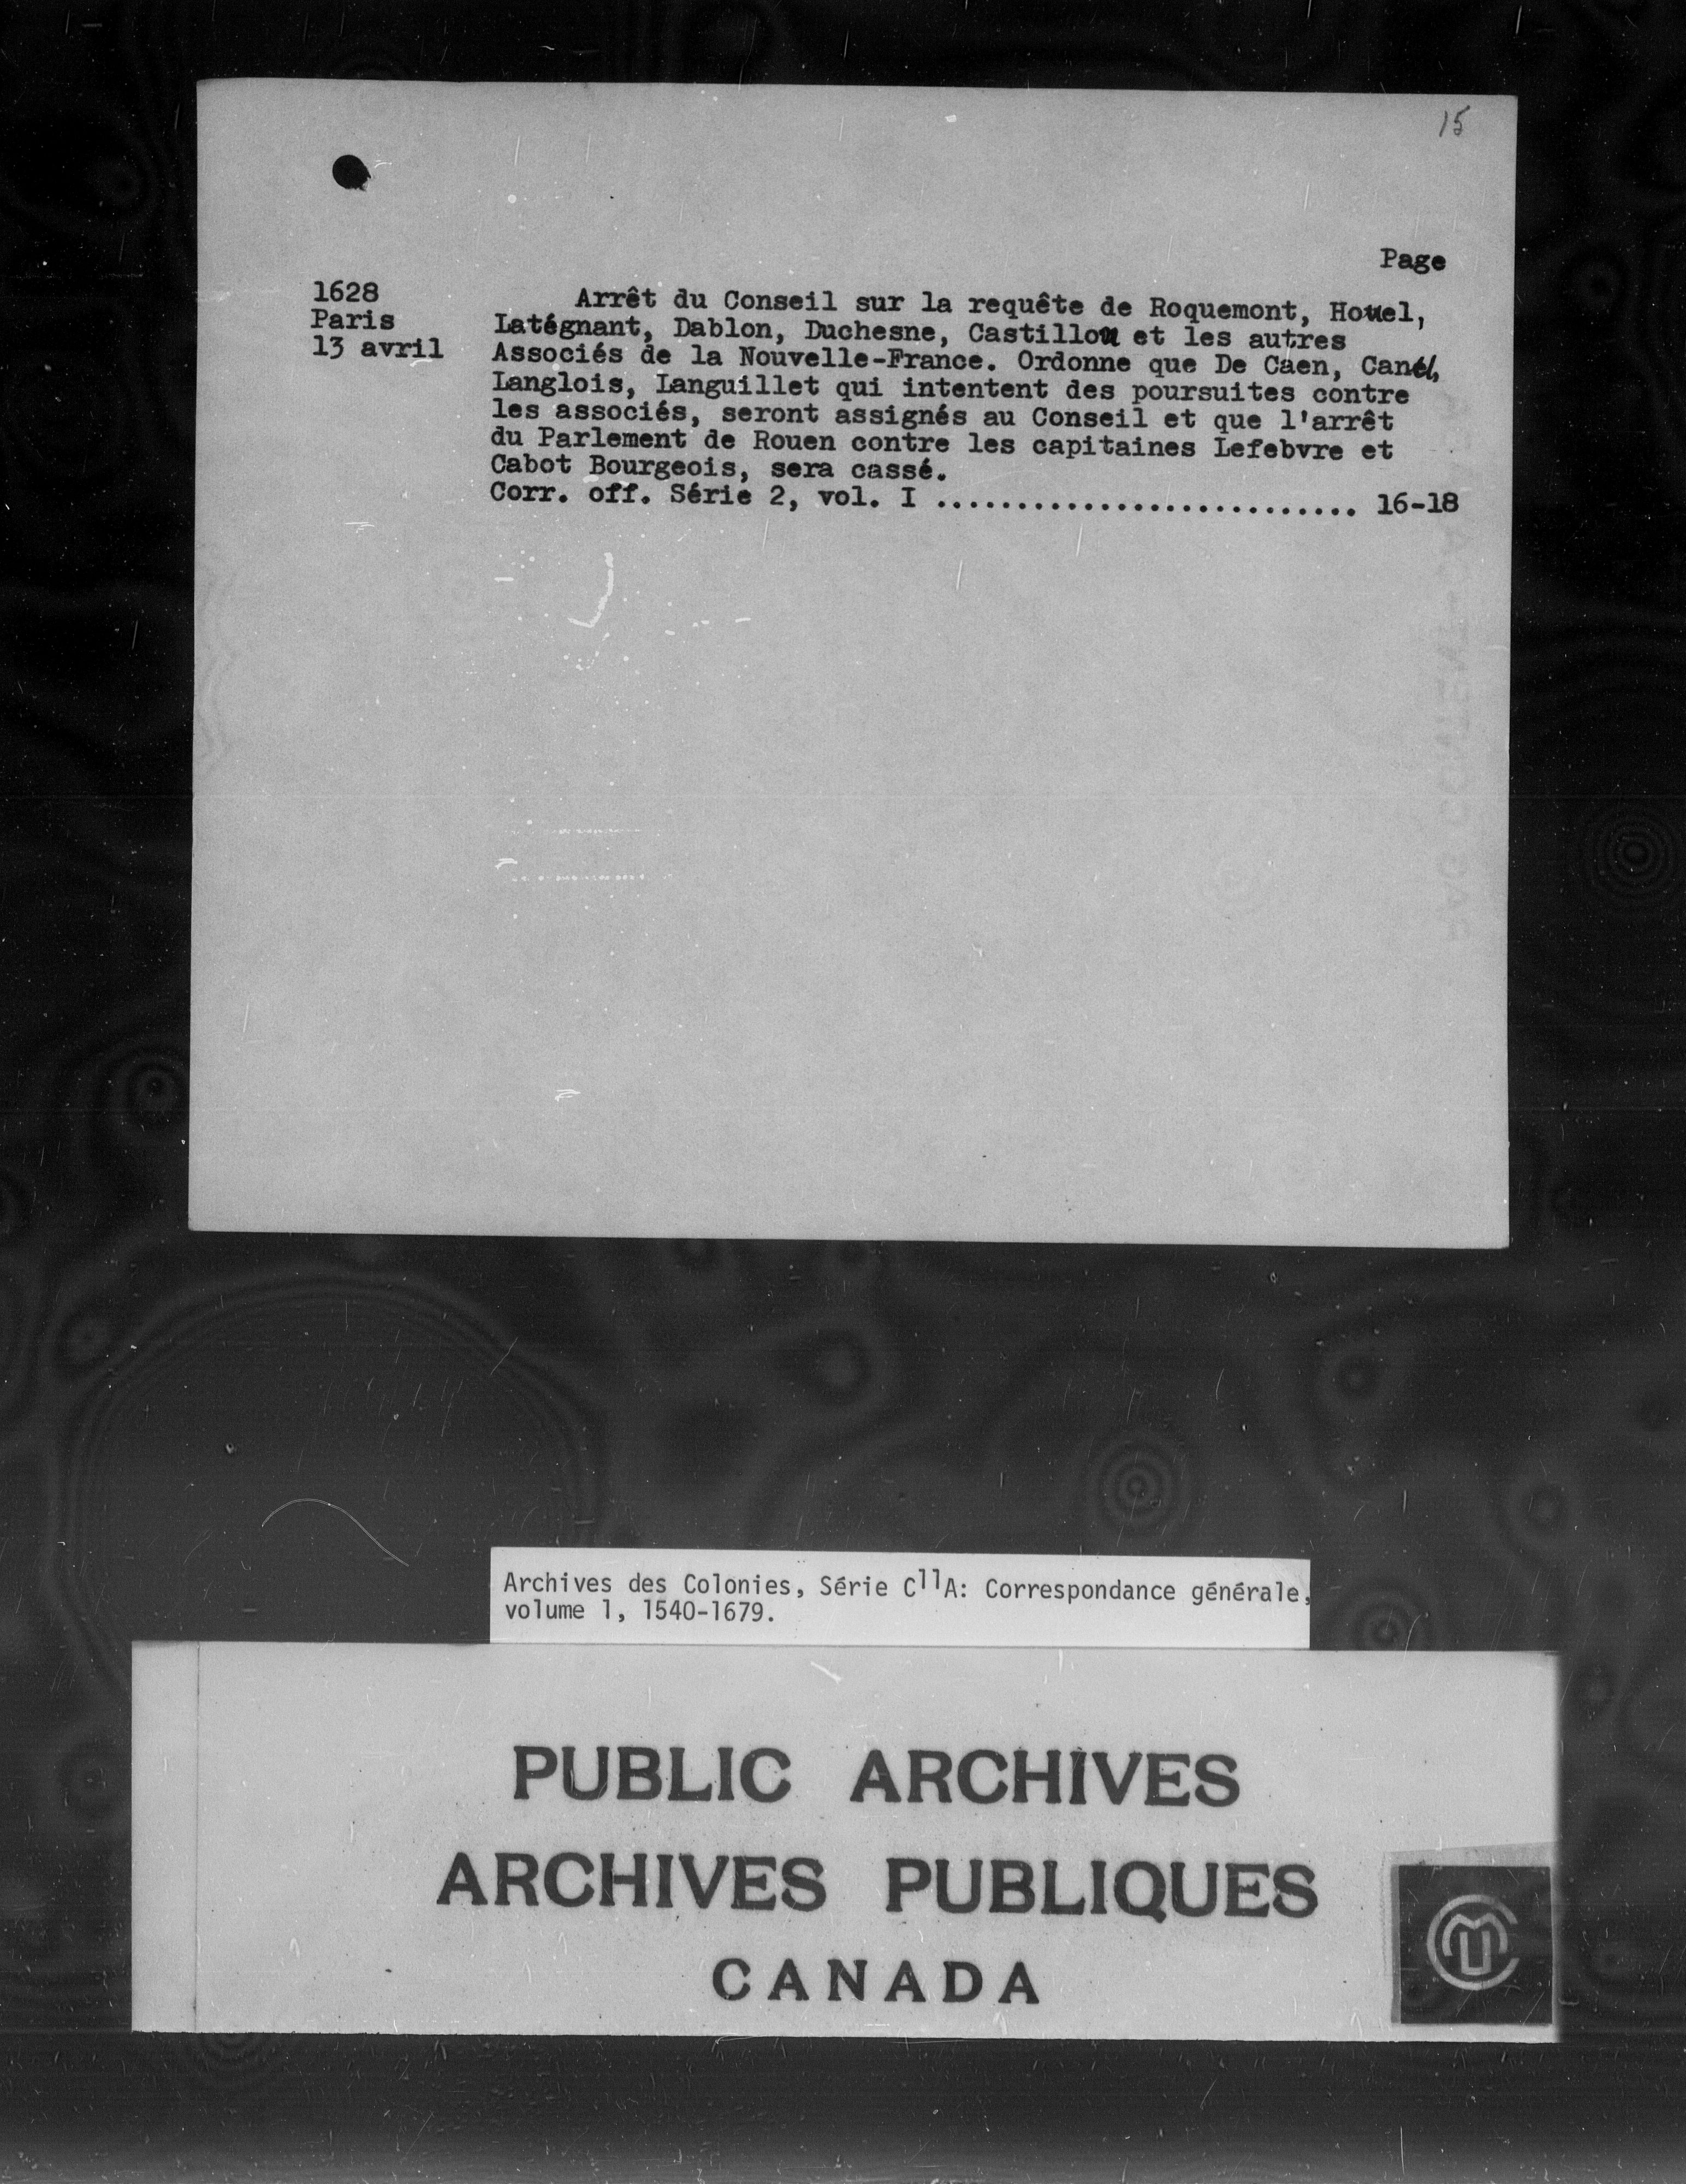 15
Page
1628
Paris
13 avril
Arrêt du Conseil sur la requête de Roquemont, Houel,
Latégnant, Dablon, Duchesne, Castillon et les autres
Associés de la Nouvelle-France. Ordonne que De Caen, Canel,
Langlois, Languillet qui intentent des poursuites contre
les associés, seront assignés au Conseil et que l'arrêt
du Parlement de Rouen contre les capitaines Lefebvre et
Cabot Bourgeois, sera cassé.
Corr. off. Série 2, vol. I ........................... 16-18
Archives des Colonies, Série C11A: Correspondance générale,
volume 1, 1540-1679.
PUBLIC ARCHIVES
ARCHIVES PUBLIQUES
CANADA